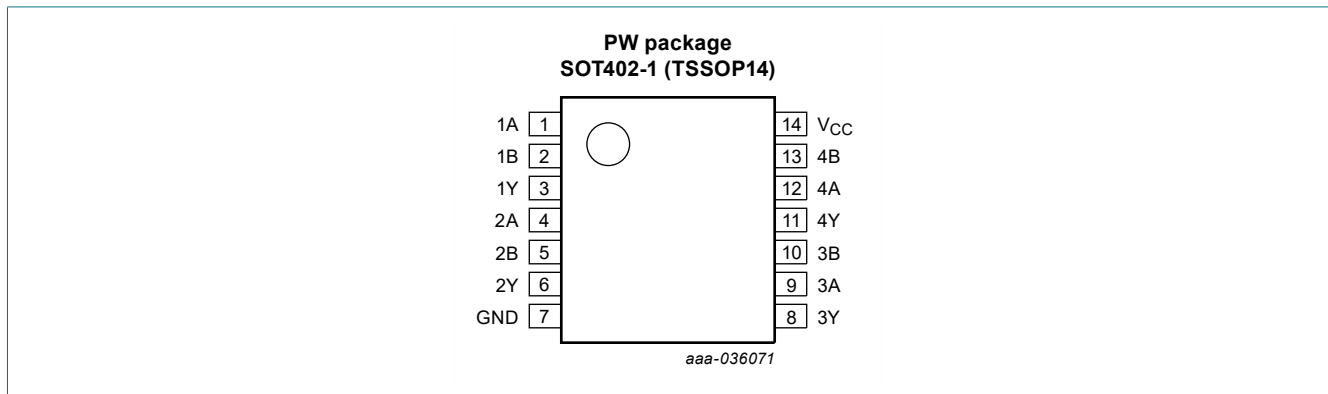 PW package
SOT402-1 (TSSOP14)
1A 1 14 VCC
1B 2 13 4B
1Y 3 12 4A
2A 4 11 4Y
2B 5 10 3B
2Y 6 9 3A
GND 7 8 3Y
aaa-036071